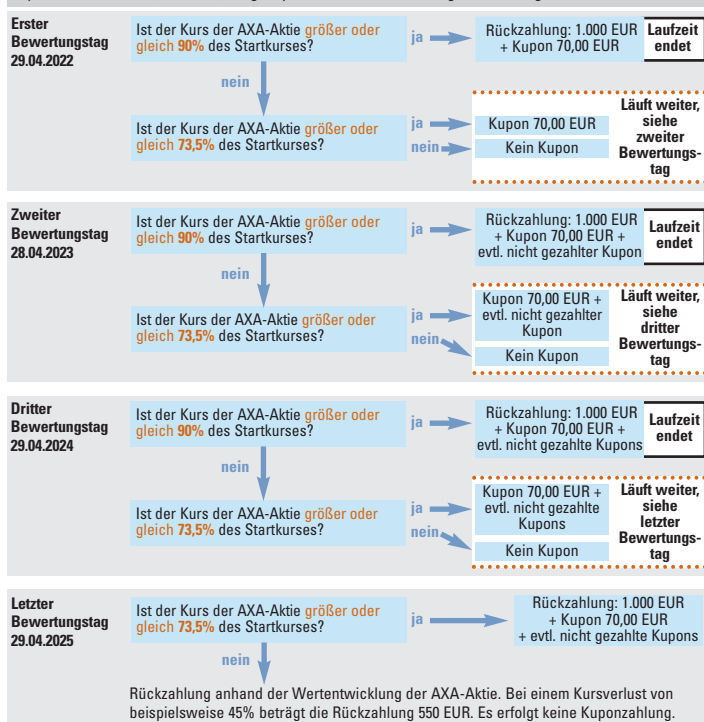 Erster
Bewertungstag
29.04.2022
Ist der Kurs der AXA-Aktie größer oder
gleich 90% des Startkurses?
ja
Rückzahlung: 1.000 EUR
+ Kupon 70,00 EUR
Laufzeit
endet
nein
Ist der Kurs der AXA-Aktie größer oder
gleich 73,5% des Startkurses?
ja
Kupon 70,00 EUR
nein
Kein Kupon
Läuft weiter,
siehe
zweiter
Bewertungs-
tag
Zweiter
Bewertungstag
28.04.2023
Ist der Kurs der AXA-Aktie größer oder
gleich 90% des Startkurses?
ja
Rückzahlung: 1.000 EUR
+ Kupon 70,00 EUR +
evtl. nicht gezahlter Kupon
Laufzeit
endet
nein
Ist der Kurs der AXA-Aktie größer oder
gleich 73,5% des Startkurses?
ja
Kupon 70,00 EUR +
evtl. nicht gezahlter
Kupon
nein
Kein Kupon
Läuft weiter,
siehe
dritter
Bewertungs-
tag
Dritter
Bewertungstag
29.04.2024
Ist der Kurs der AXA-Aktie größer oder
gleich 90% des Startkurses?
ja
Rückzahlung: 1.000 EUR
+ Kupon 70,00 EUR +
evtl. nicht gezahlte Kupons
Laufzeit
endet
nein
Ist der Kurs der AXA-Aktie größer oder
gleich 73,5% des Startkurses?
ja
Kupon 70,00 EUR +
evtl. nicht gezahlte
Kupons
nein
Kein Kupon
Läuft weiter,
siehe
letzter
Bewertungs-
tag
Letzter
Bewertungstag
29.04.2025
Ist der Kurs der AXA-Aktie größer oder
gleich 73,5% des Startkurses?
ja
Rückzahlung: 1.000 EUR
+ Kupon 70,00 EUR
+ evtl. nicht gezahlte Kupons
nein
Rückzahlung anhand der Wertentwicklung der AXA-Aktie. Bei einem Kursverlust von
beispielsweise 45% beträgt die Rückzahlung 550 EUR. Es erfolgt keine Kuponzahlung.